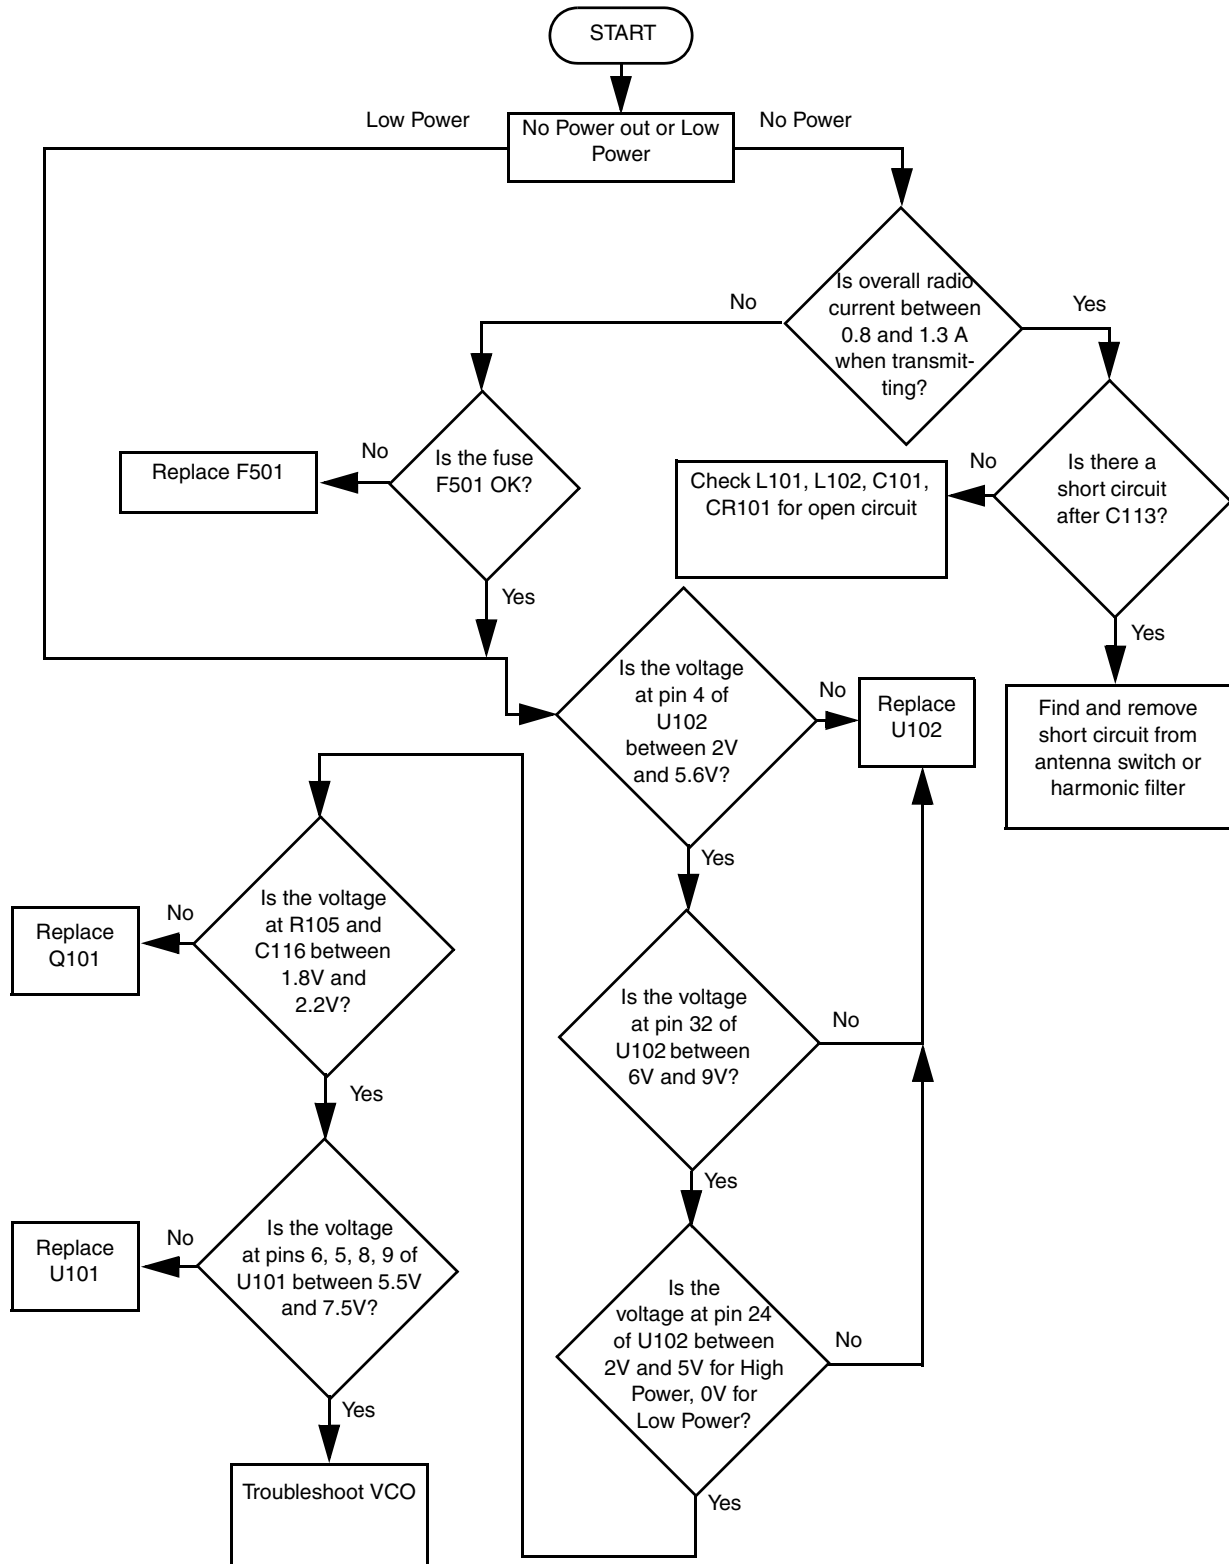 START
Low Power
No Power out or Low
Power
No Power
Is overall radio
current between
0.8 and 1.3 A
when transmit-
ting?
No
Yes
Is the fuse
F501 OK?
No
Replace F501
Yes
Is there a
short circuit
after C113?
No
Check L101, L102, C101,
CR101 for open circuit
Yes
Find and remove
short circuit from
antenna switch or
harmonic filter
Is the voltage
at pin 4 of
U102
between 2V
and 5.6V?
No
Replace
U102
Yes
Is the voltage
at pin 32 of
U102 between
6V and 9V?
No
Yes
Is the
voltage at pin 24
of U102 between
2V and 5V for High
Power, 0V for
Low Power?
No
Yes
Is the voltage
at R105 and
C116 between
1.8V and
2.2V?
No
Replace
Q101
Yes
Is the voltage
at pins 6, 5, 8, 9 of
U101 between 5.5V
and 7.5V?
No
Replace
U101
Yes
Troubleshoot VCO